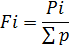 Fi = Pi / ∑ p